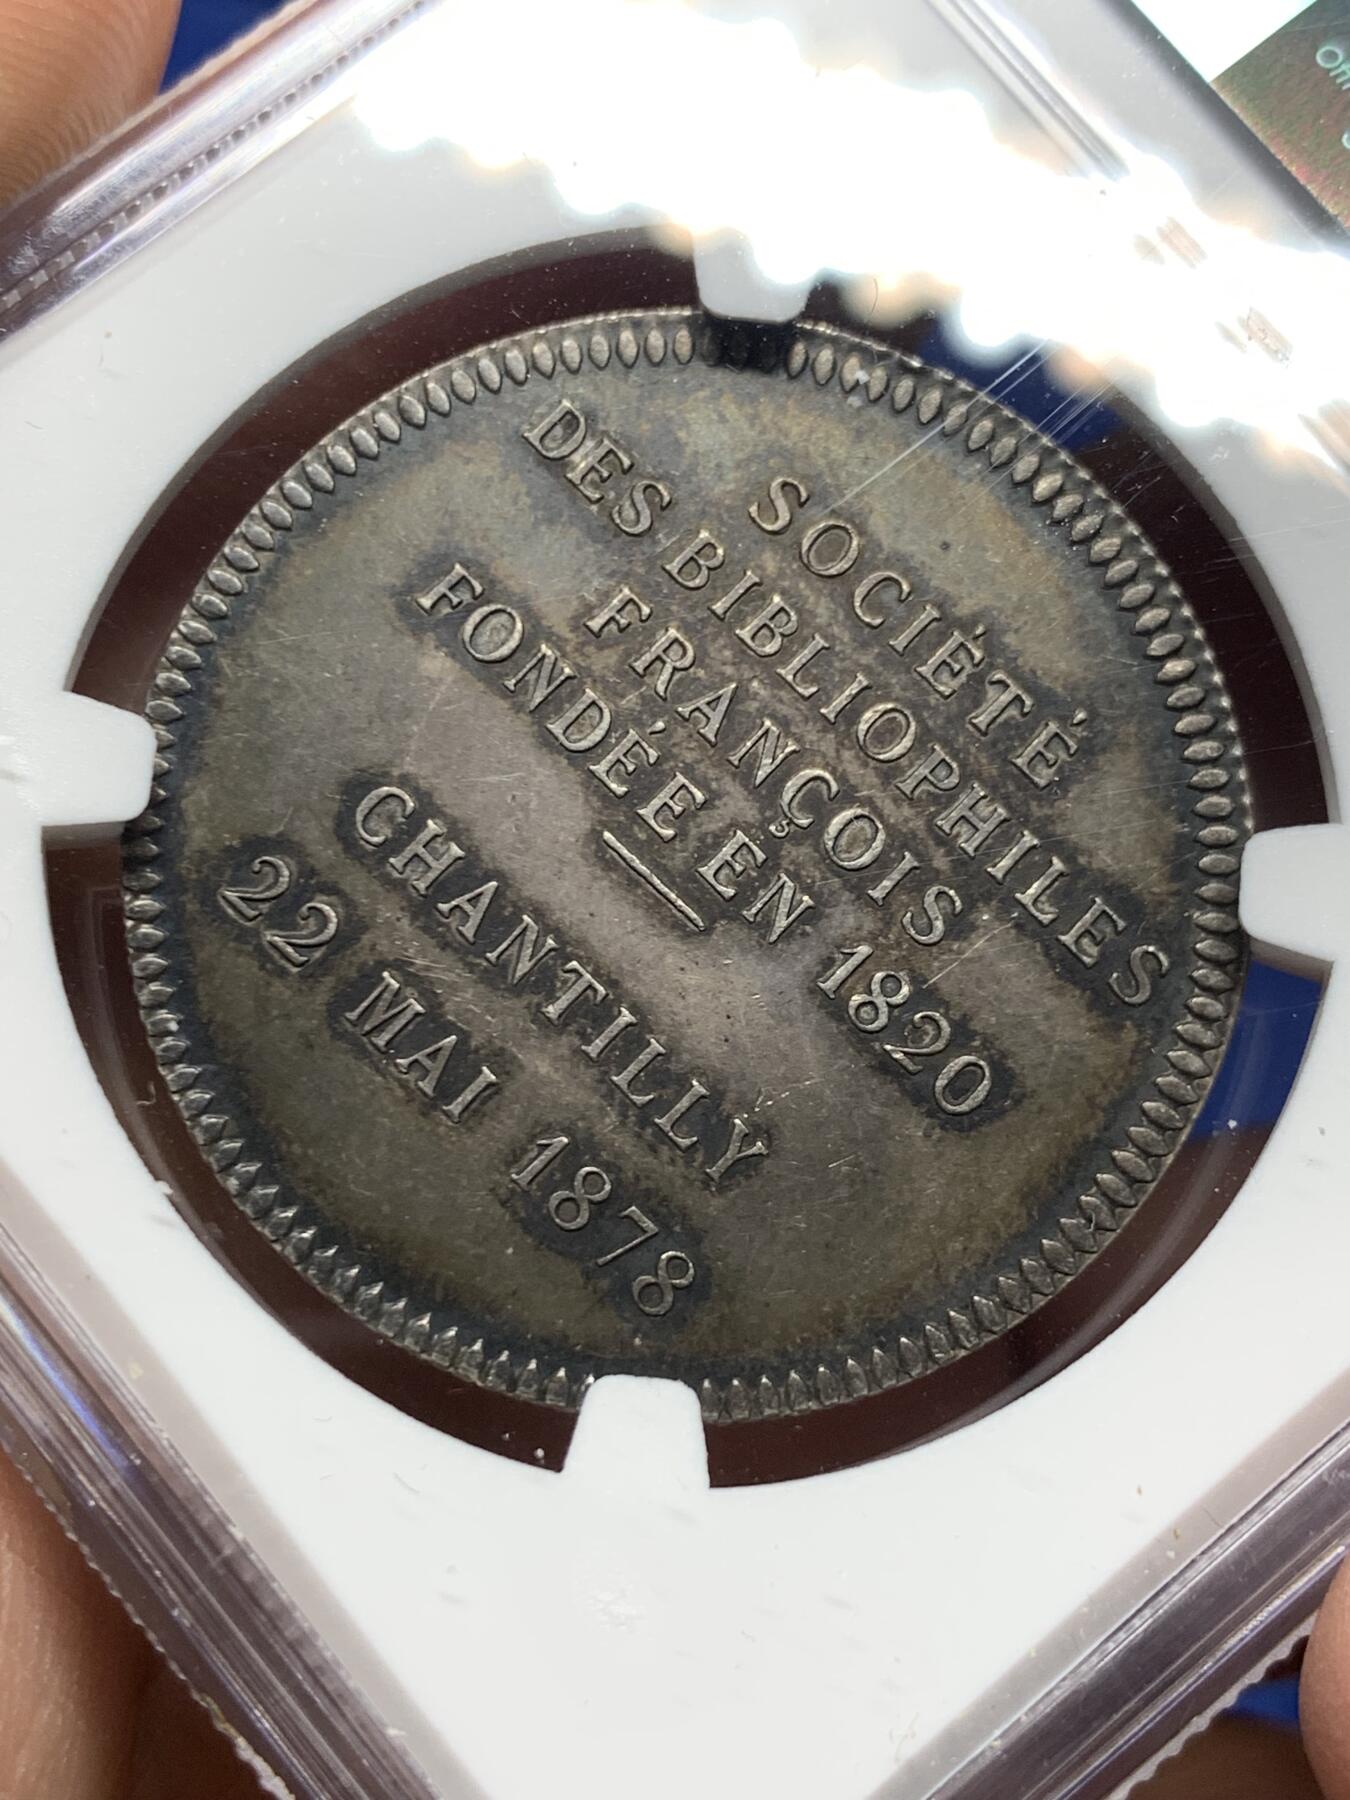 SOCIÉTÉ
DES BIBLIOPHILES
FRANÇOIS
FONDÉE EN 1820
CHANTILLY
22 MAI 1878